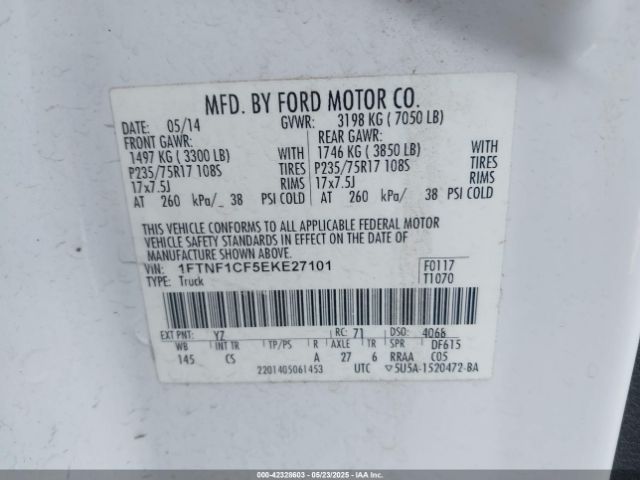 MFD. BY FORD MOTOR CO.
DATE: 05/14 GVWR: 3198 KG ( 7050 LB)
FRONT GAWR: REAR GAWR:
1497 KG ( 3300 LB) WITH 1746 KG ( 3850 LB) WITH
P235/75R17 108S TIRES P235/75R17 108S TIRES
17x7.5J RIMS 17x7.5J RIMS
AT 260 kPa/ 38 PSI COLD AT 260 kPa/ 38 PSI COLD
THIS VEHICLE CONFORMS TO ALL APPLICABLE FEDERAL MOTOR
VEHICLE SAFETY STANDARDS IN EFFECT ON THE DATE OF
MANUFACTURE SHOWN ABOVE.
VIN: 1FTNF1CF5EKE27101 F0117
TYPE: Truck T1070
EXT PNT: YZ RC: 71 DSO: 4066
WB INT TR TP/PS R AXLE TR SPR DF615
145 CS A 27 6 RRAA C05
2201405061453 UTC ▽5U5A-1520472-BA
000-42328603 - 05/23/2025 - IAAI.COM